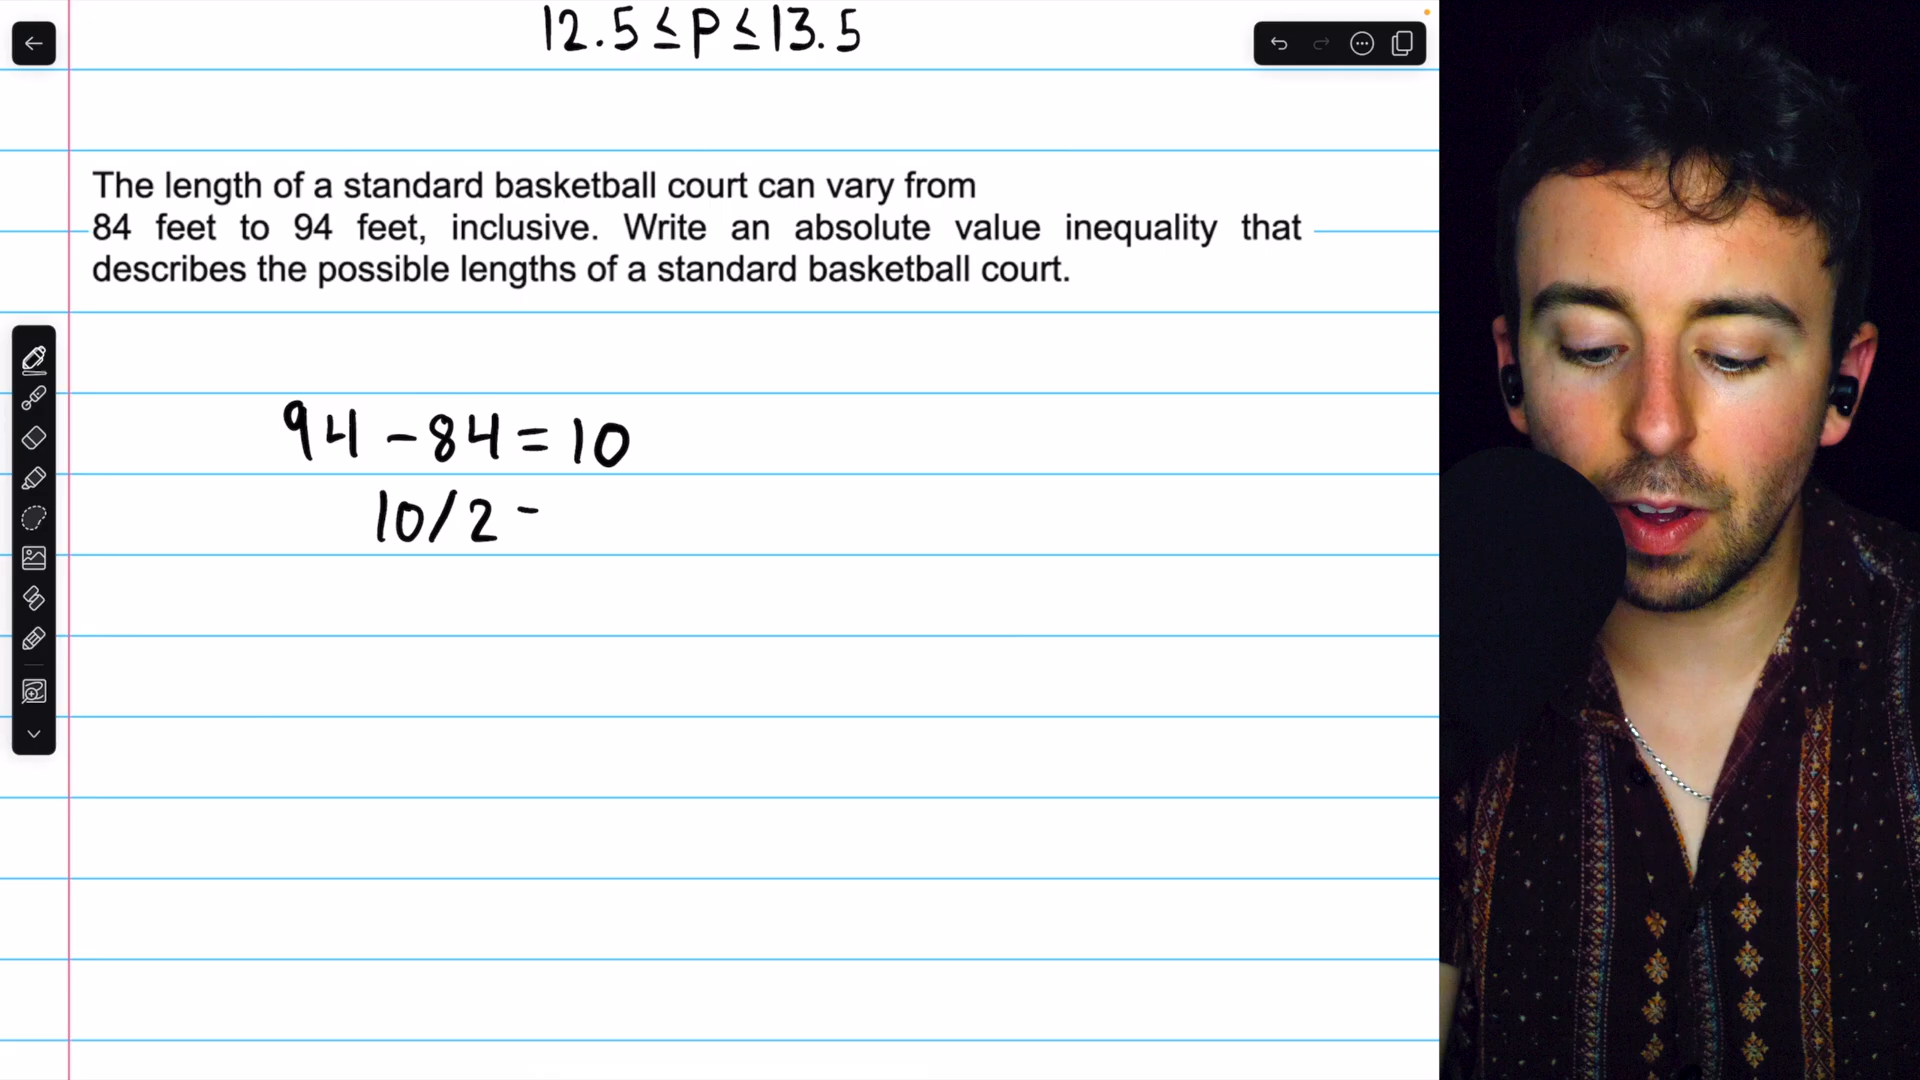 12.5 ≤ P ≤ 13.5
The length of a standard basketball court can vary from
84 feet to 94 feet, inclusive. Write an absolute value inequality that
describes the possible lengths of a standard basketball court.
94 - 84 = 10
10/2 -